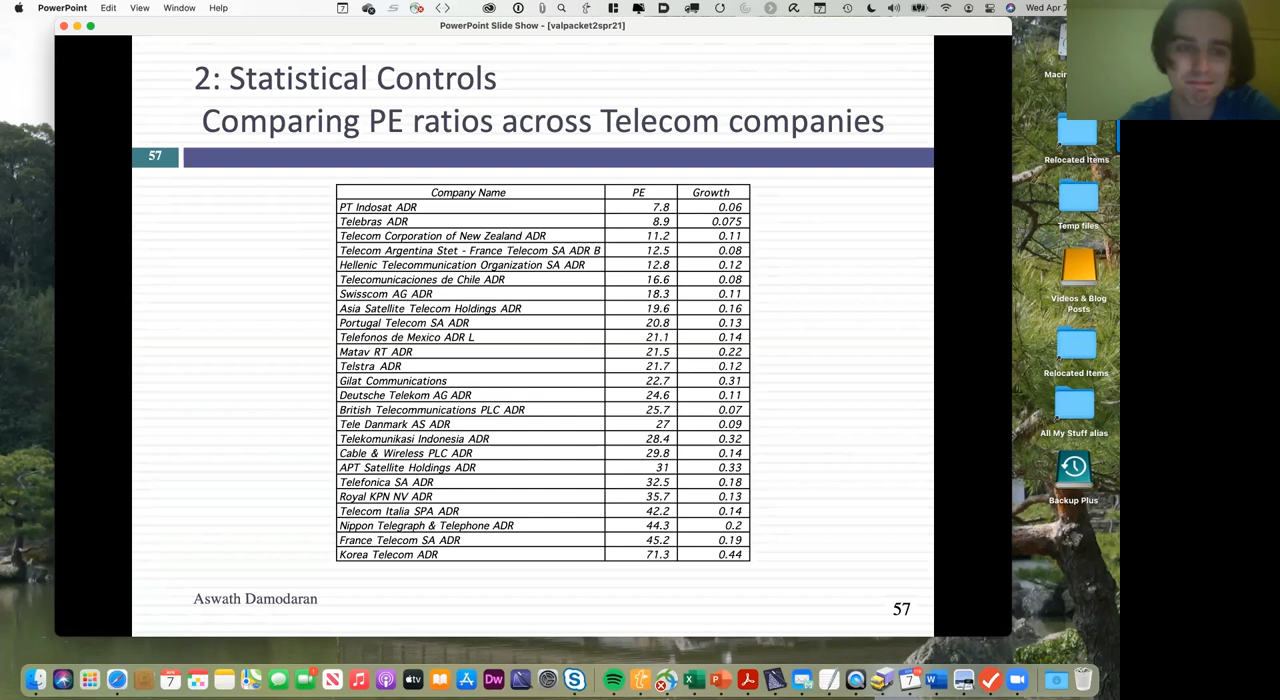 PowerPoint File Edit View Window Help Wed Apr 7
PowerPoint Slide Show - [valpacket2spr21]
2: Statistical Controls
Comparing PE ratios across Telecom companies
57
Company Name PE Growth
PT Indosat ADR 7.8 0.06
Telebras ADR 8.9 0.075
Telecom Corporation of New Zealand ADR 11.2 0.11
Telecom Argentina Stet - France Telecom SA ADR B 12.5 0.08
Hellenic Telecommunication Organization SA ADR 12.8 0.12
Telecomunicaciones de Chile ADR 16.6 0.08
Swisscom AG ADR 18.3 0.11
Asia Satellite Telecom Holdings ADR 19.6 0.16
Portugal Telecom SA ADR 20.8 0.13
Telefonos de Mexico ADR L 21.1 0.14
Matav RT ADR 21.5 0.22
Telstra ADR 21.7 0.12
Gilat Communications 22.7 0.31
Deutsche Telekom AG ADR 24.6 0.11
British Telecommunications PLC ADR 25.7 0.07
Tele Danmark AS ADR 27 0.09
Telekomunikasi Indonesia ADR 28.4 0.32
Cable & Wireless PLC ADR 29.8 0.14
APT Satellite Holdings ADR 31 0.33
Telefonica SA ADR 32.5 0.18
Royal KPN NV ADR 35.7 0.13
Telecom Italia SPA ADR 42.2 0.14
Nippon Telegraph & Telephone ADR 44.3 0.2
France Telecom SA ADR 45.2 0.19
Korea Telecom ADR 71.3 0.44
Aswath Damodaran
57
Relocated Items
Temp files
Videos & Blog
Posts
Relocated Items
All My Stuff alias
Backup Plus